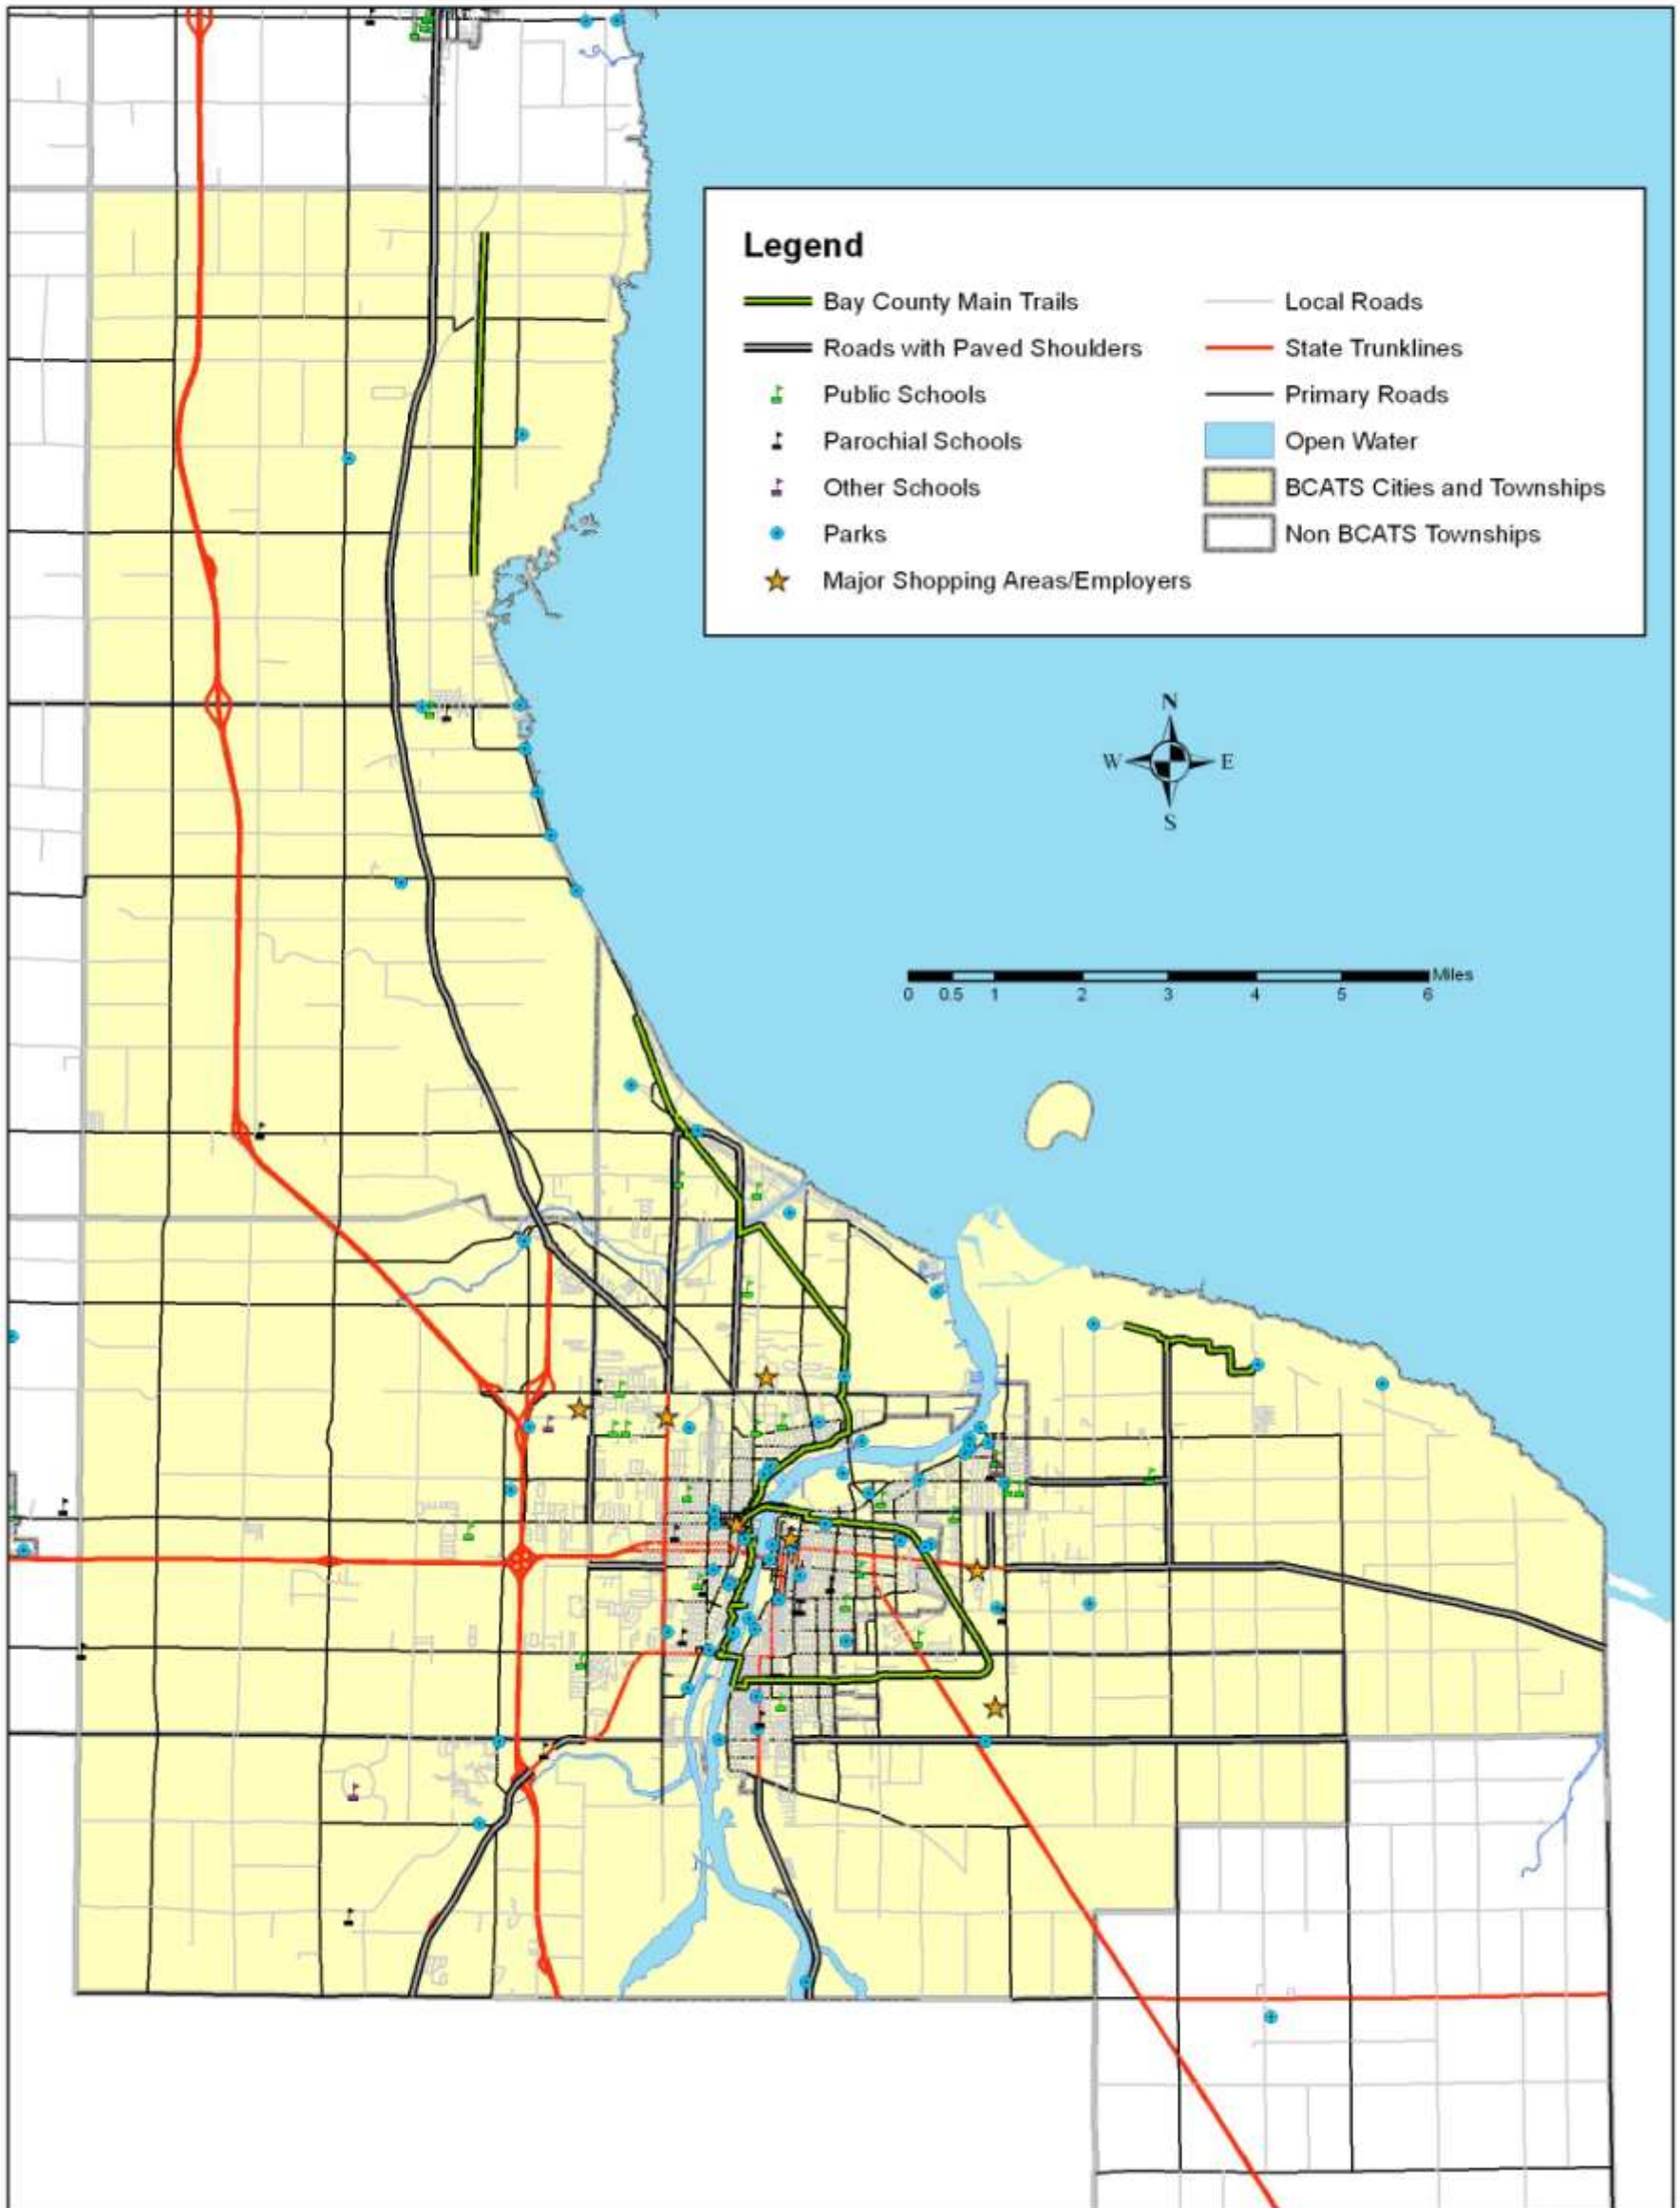 Legend
Bay County Main Trails
Roads with Paved Shoulders
Public Schools
Parochial Schools
Other Schools
Parks
Major Shopping Areas/Employers
Local Roads
State Trunklines
Primary Roads
Open Water
BCATS Cities and Townships
Non BCATS Townships
N
W E
S
Miles
0 0.5 1 2 3 4 5 6